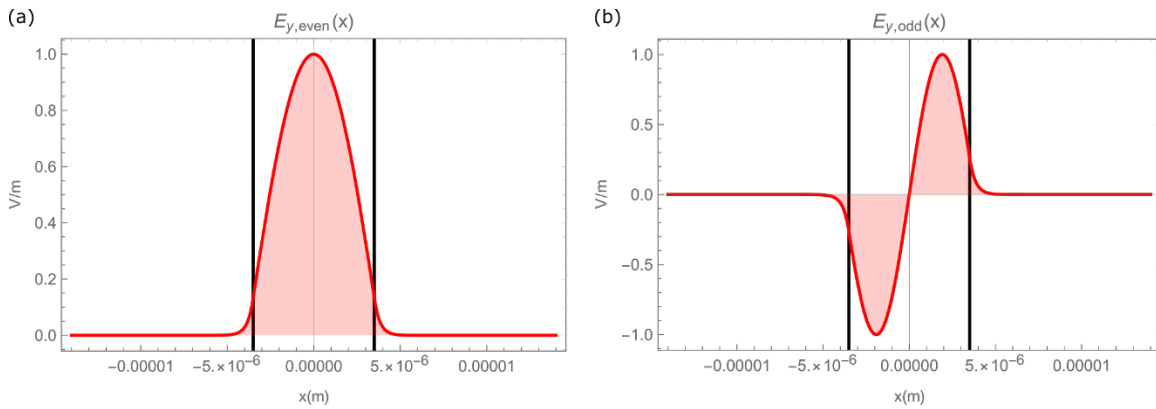 (a)
E_{y,even}(x)
V/m
1.0
0.8
0.6
0.4
0.2
0.0
−0.00001
−5.×10^{−6}
0.00000
5.×10^{−6}
0.00001
x(m)
(b)
E_{y,odd}(x)
V/m
1.0
0.5
0.0
−0.5
−1.0
−0.00001
−5.×10^{−6}
0.00000
5.×10^{−6}
0.00001
x(m)